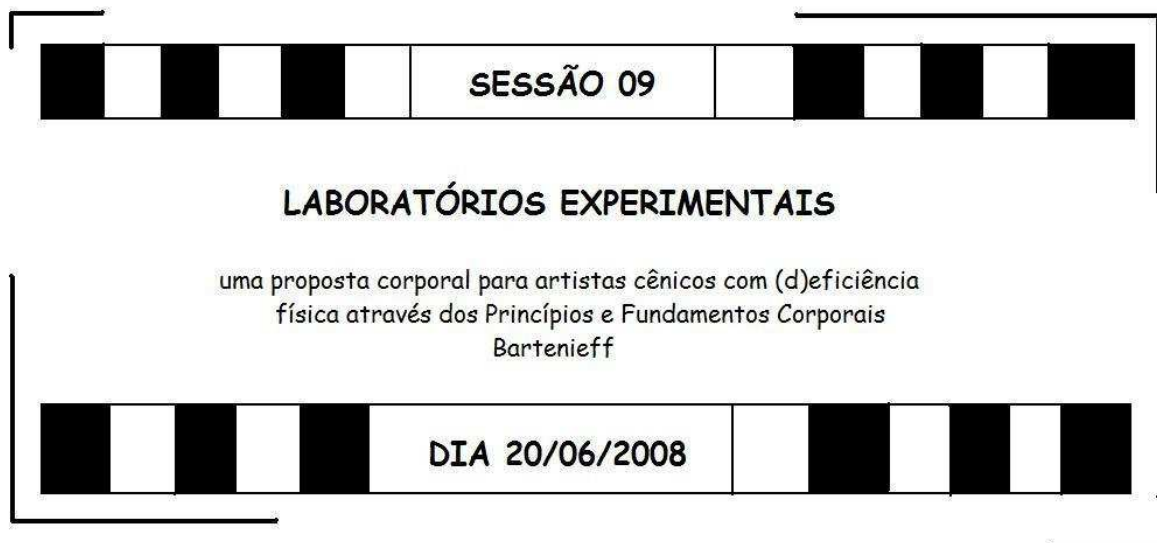 SESSÃO 09
LABORATÓRIOS EXPERIMENTAIS
uma proposta corporal para artistas cênicos com (d)eficiência
física através dos Princípios e Fundamentos Corporais
Bartenieff
DIA 20/06/2008